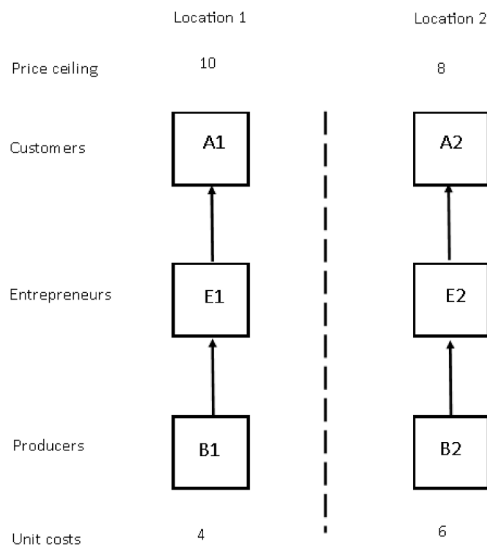 Location 1 Location 2
Price ceiling 10 8
Customers A1 A2
Entrepreneurs E1 E2
Producers B1 B2
Unit costs 4 6